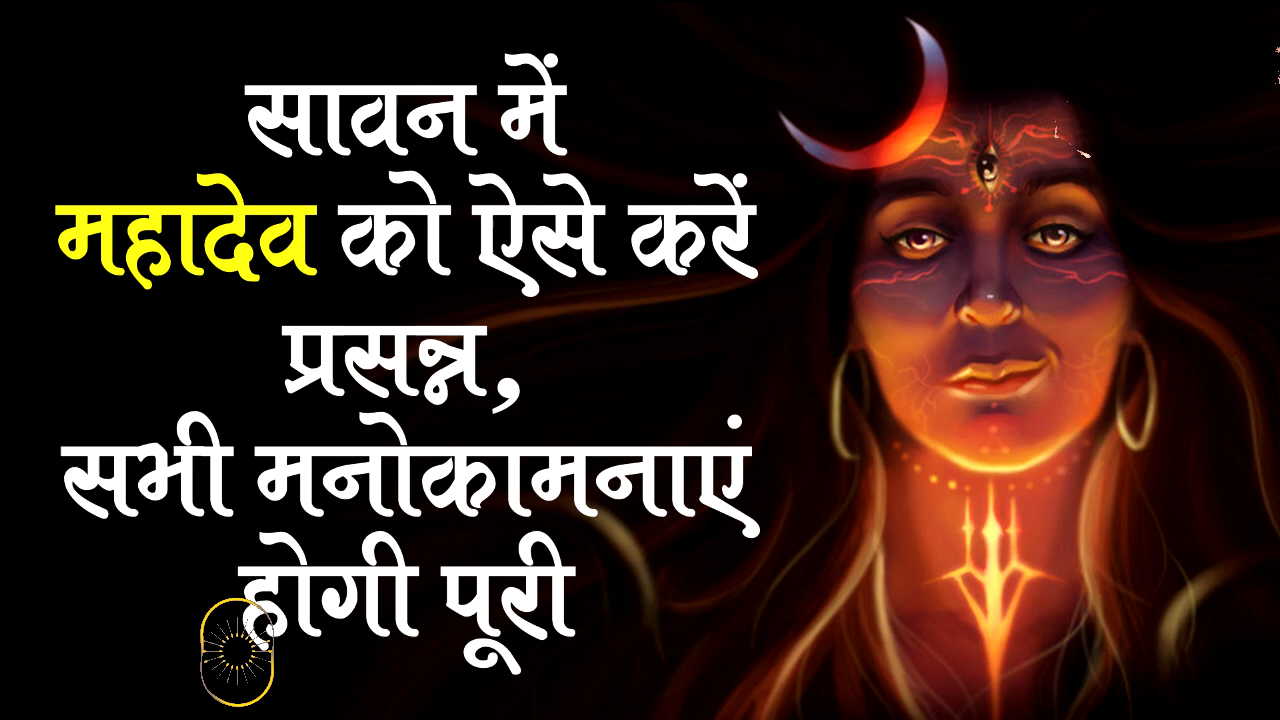 सावन में
महादेव को ऐसे करें
प्रसन्न,
सभी मनोकामनाएं
होगी पूरी